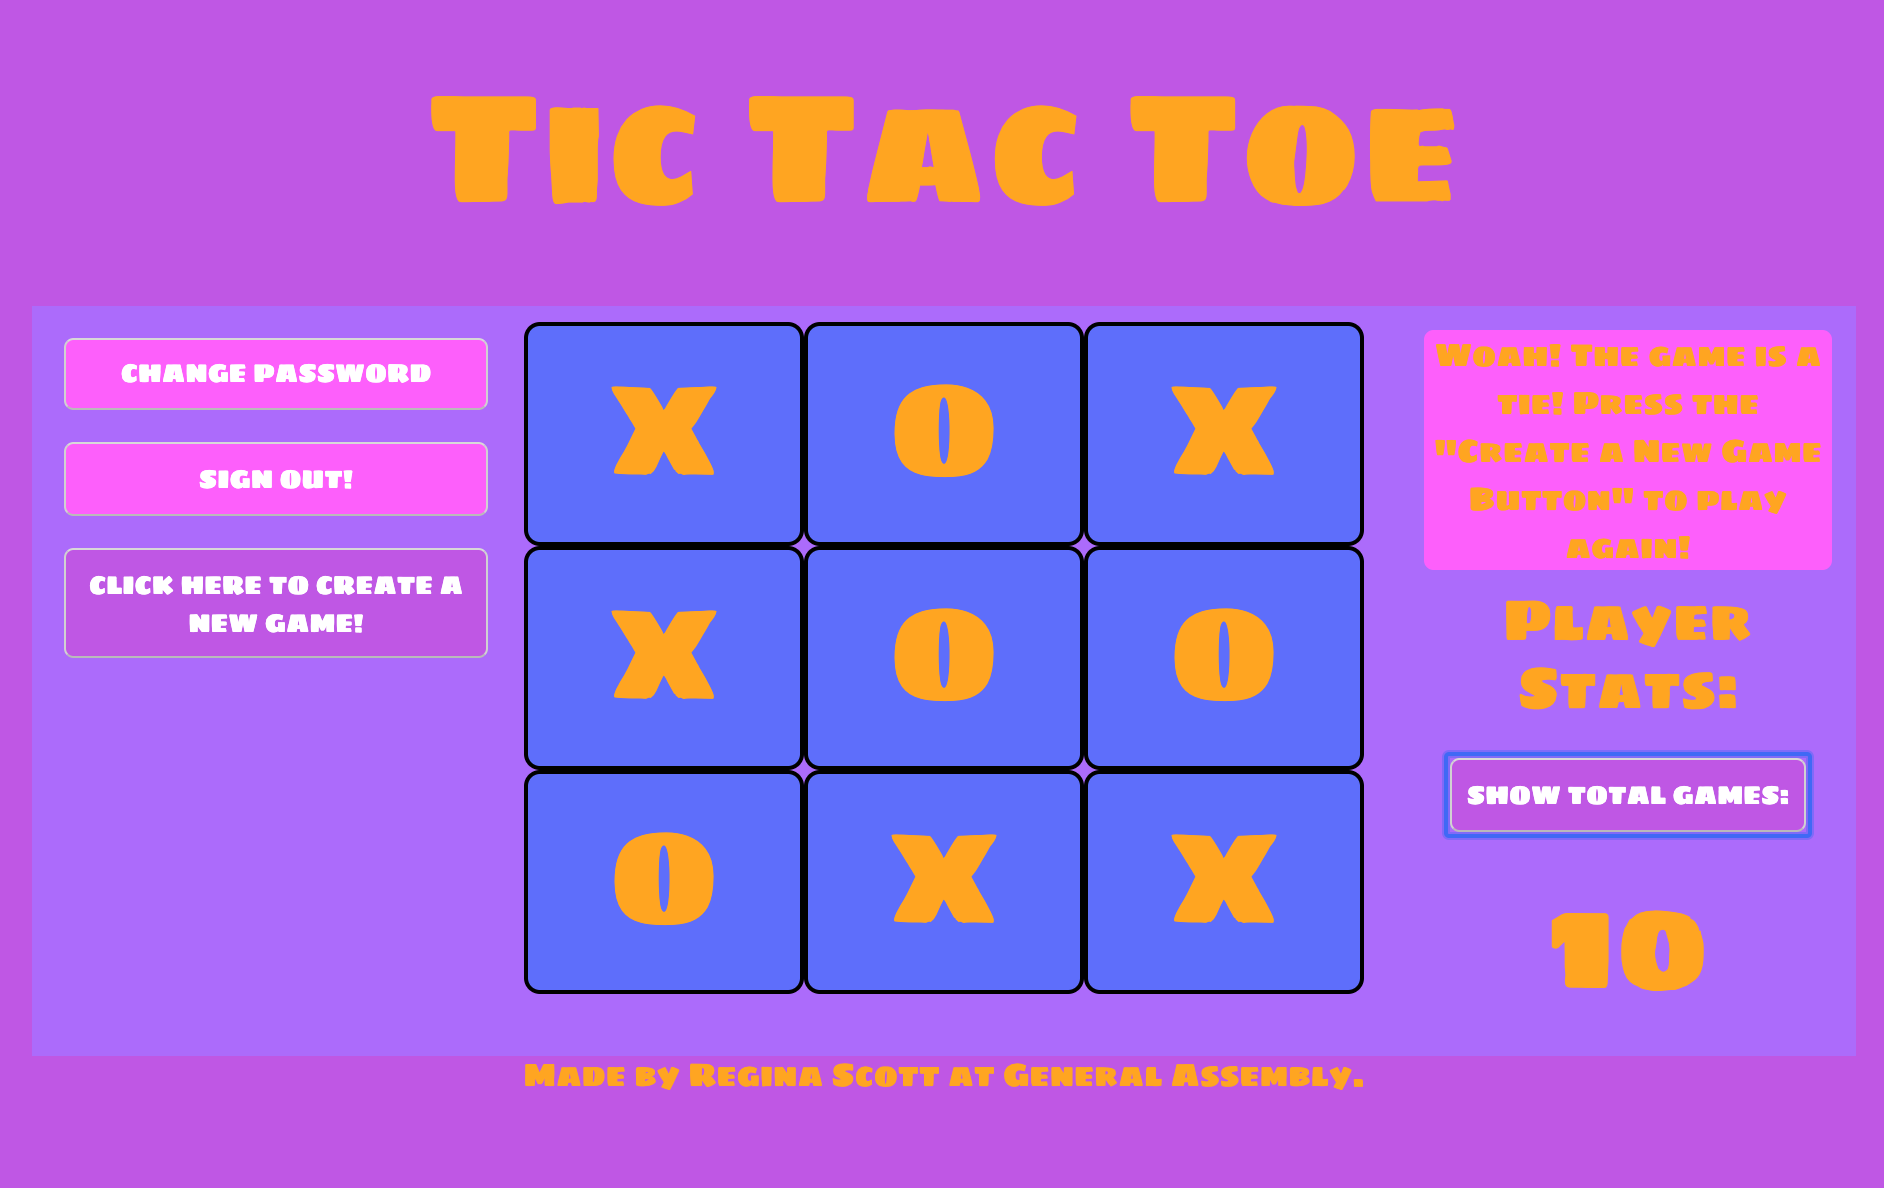 Tic Tac Toe
CHANGE PASSWORD
SIGN OUT!
CLICK HERE TO CREATE A
NEW GAME!
X O X
X O O
O X X
Woah! The game is a
tie! Press the
"Create a New Game
Button" to play
again!
Player
Stats:
SHOW TOTAL GAMES:
10
Made by Regina Scott at General Assembly.